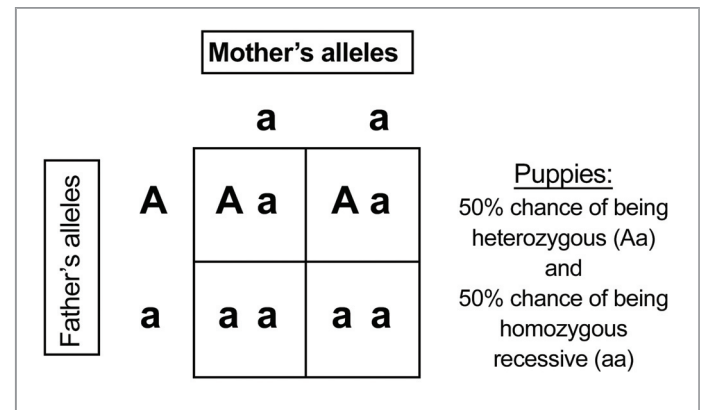 Mother’s alleles
a a
Father’s alleles
A A a A a
a a a a a
Puppies:
50% chance of being
heterozygous (Aa)
and
50% chance of being
homozygous
recessive (aa)